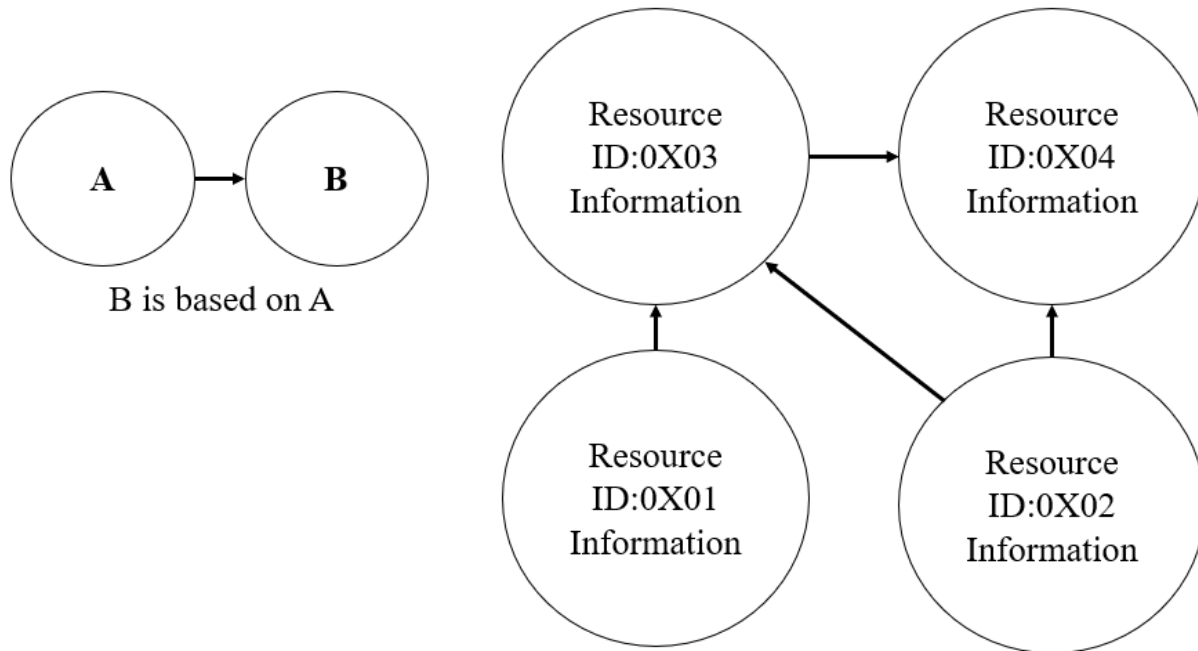 A
B
B is based on A
Resource
ID:0X03
Information
Resource
ID:0X04
Information
Resource
ID:0X01
Information
Resource
ID:0X02
Information